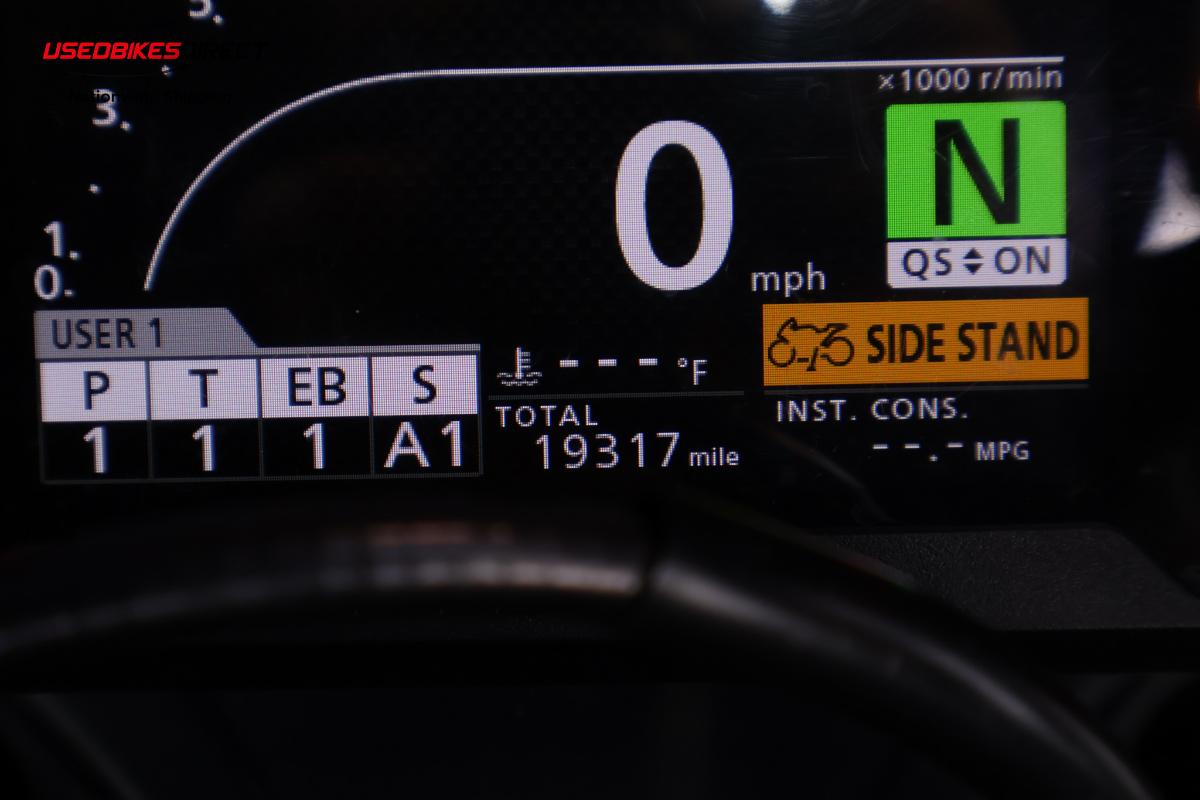 5.
USEDBIKESDIRECT
3.
×1000 r/min
N
0
mph
QS ON
1.
0.
USER 1
P T EB S
1 1 1 A1
--- °F
TOTAL
19317 mile
SIDE STAND
INST. CONS.
--.- MPG